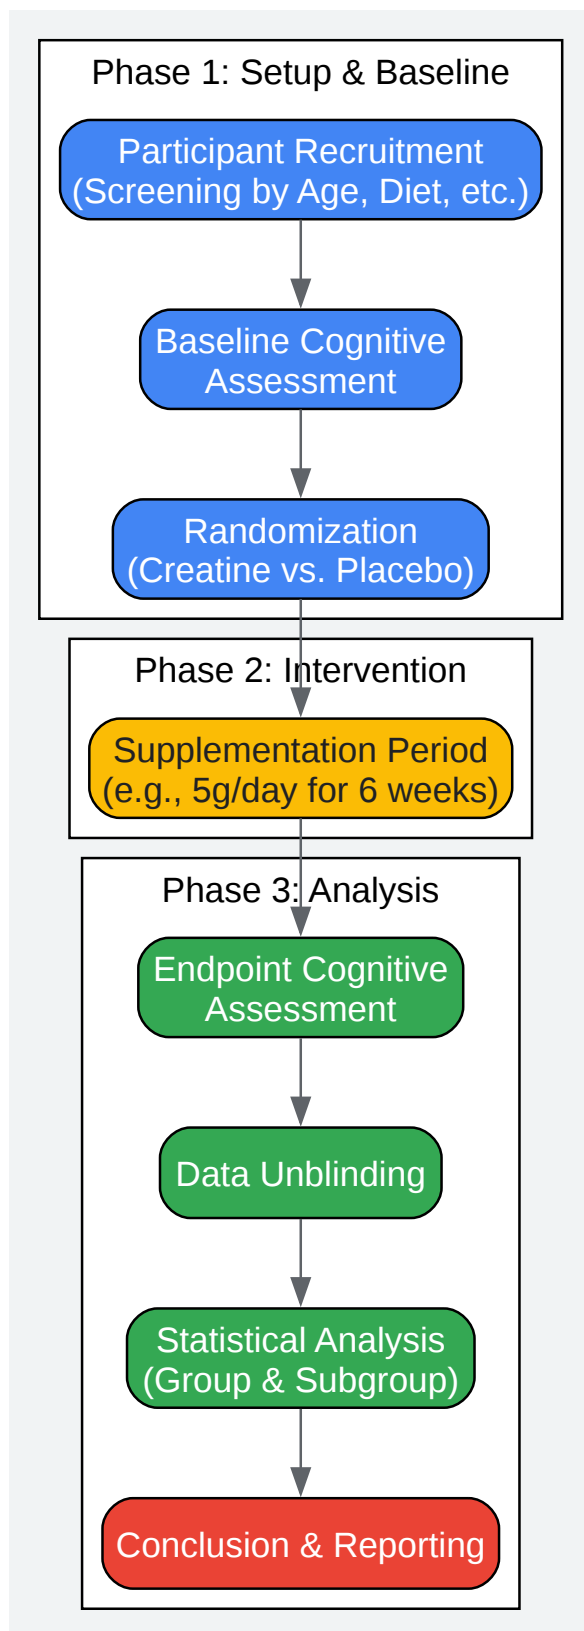 Phase 1: Setup & Baseline
Participant Recruitment
(Screening by Age, Diet, etc.)
Baseline Cognitive
Assessment
Randomization
(Creatine vs. Placebo)
Phase 2: Intervention
Supplementation Period
(e.g., 5g/day for 6 weeks)
Phase 3: Analysis
Endpoint Cognitive
Assessment
Data Unblinding
Statistical Analysis
(Group & Subgroup)
Conclusion & Reporting